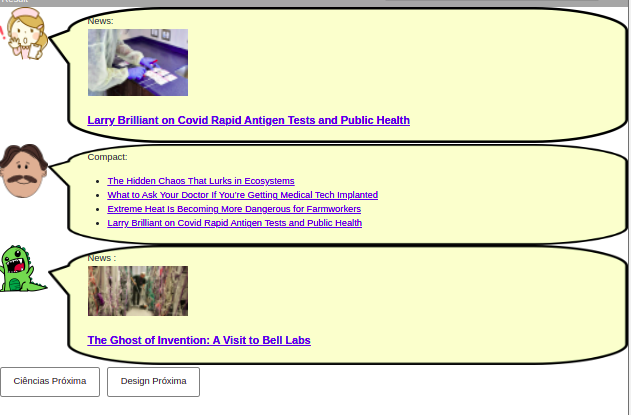 Result
News:
Larry Brilliant on Covid Rapid Antigen Tests and Public Health
Compact:
The Hidden Chaos That Lurks in Ecosystems
What to Ask Your Doctor If You're Getting Medical Tech Implanted
Extreme Heat Is Becoming More Dangerous for Farmworkers
Larry Brilliant on Covid Rapid Antigen Tests and Public Health
News :
The Ghost of Invention: A Visit to Bell Labs
Ciências Próxima
Design Próxima